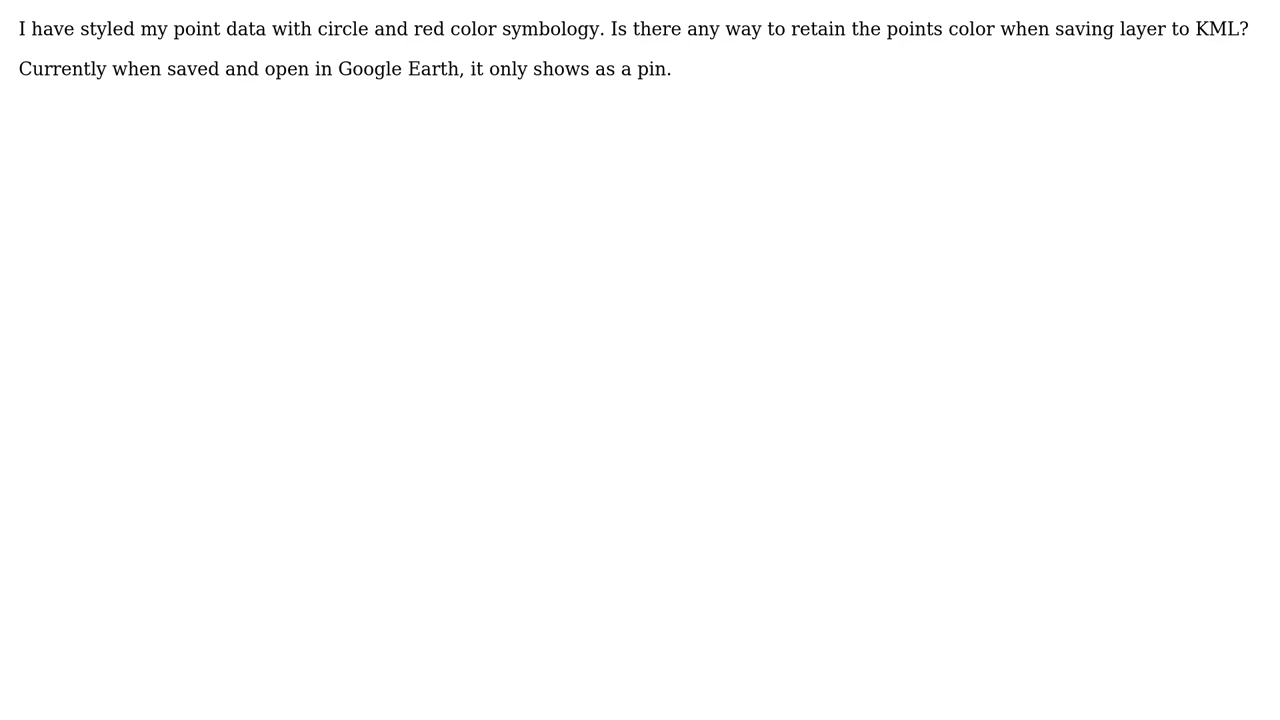 I have styled my point data with circle and red color symbology. Is there any way to retain the points color when saving layer to KML?
Currently when saved and open in Google Earth, it only shows as a pin.